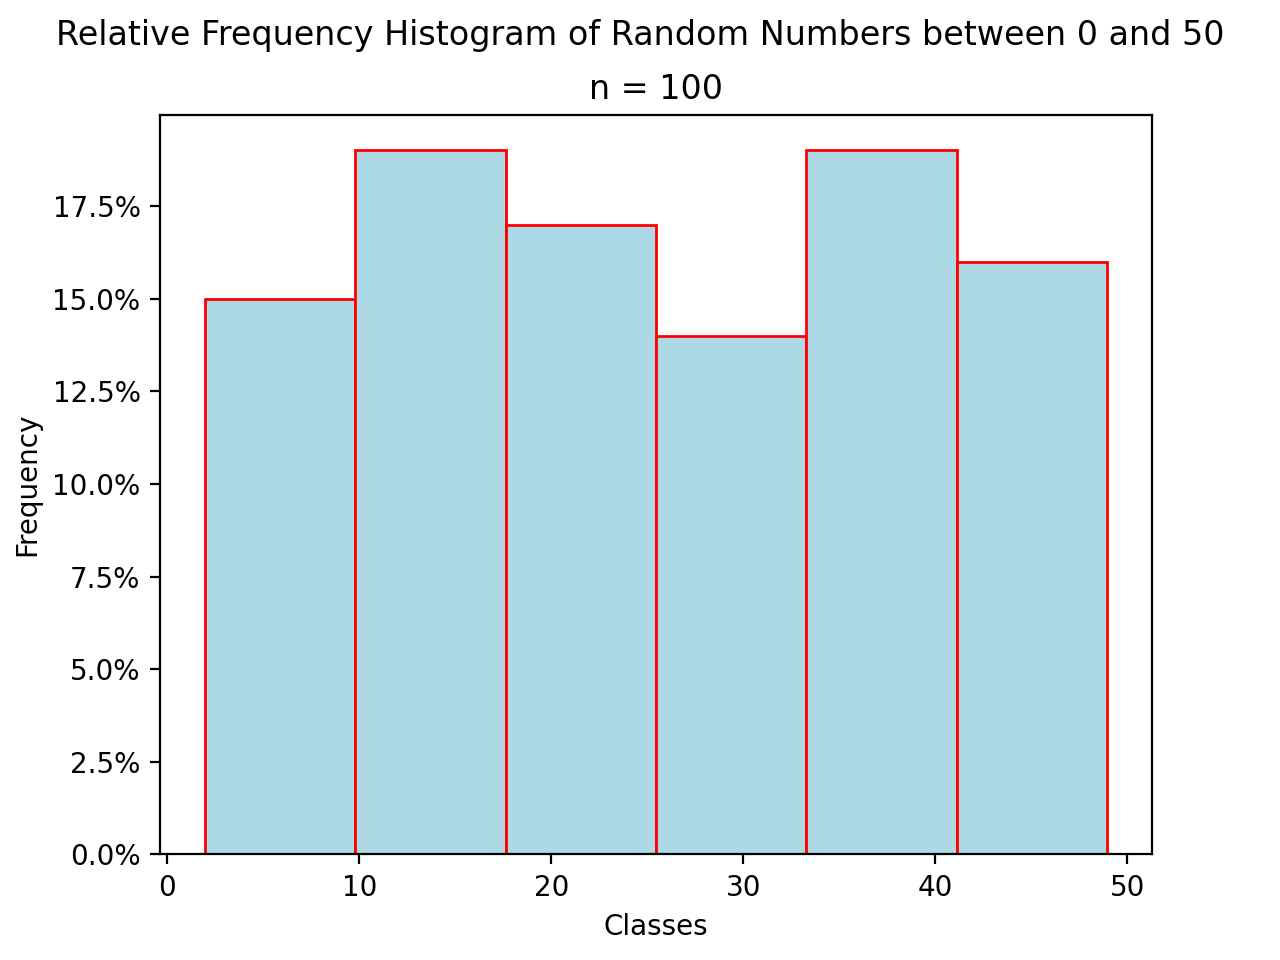 Relative Frequency Histogram of Random Numbers between 0 and 50
n = 100
17.5%
15.0%
12.5%
10.0%
7.5%
5.0%
2.5%
0.0%
Frequency
0 10 20 30 40 50
Classes